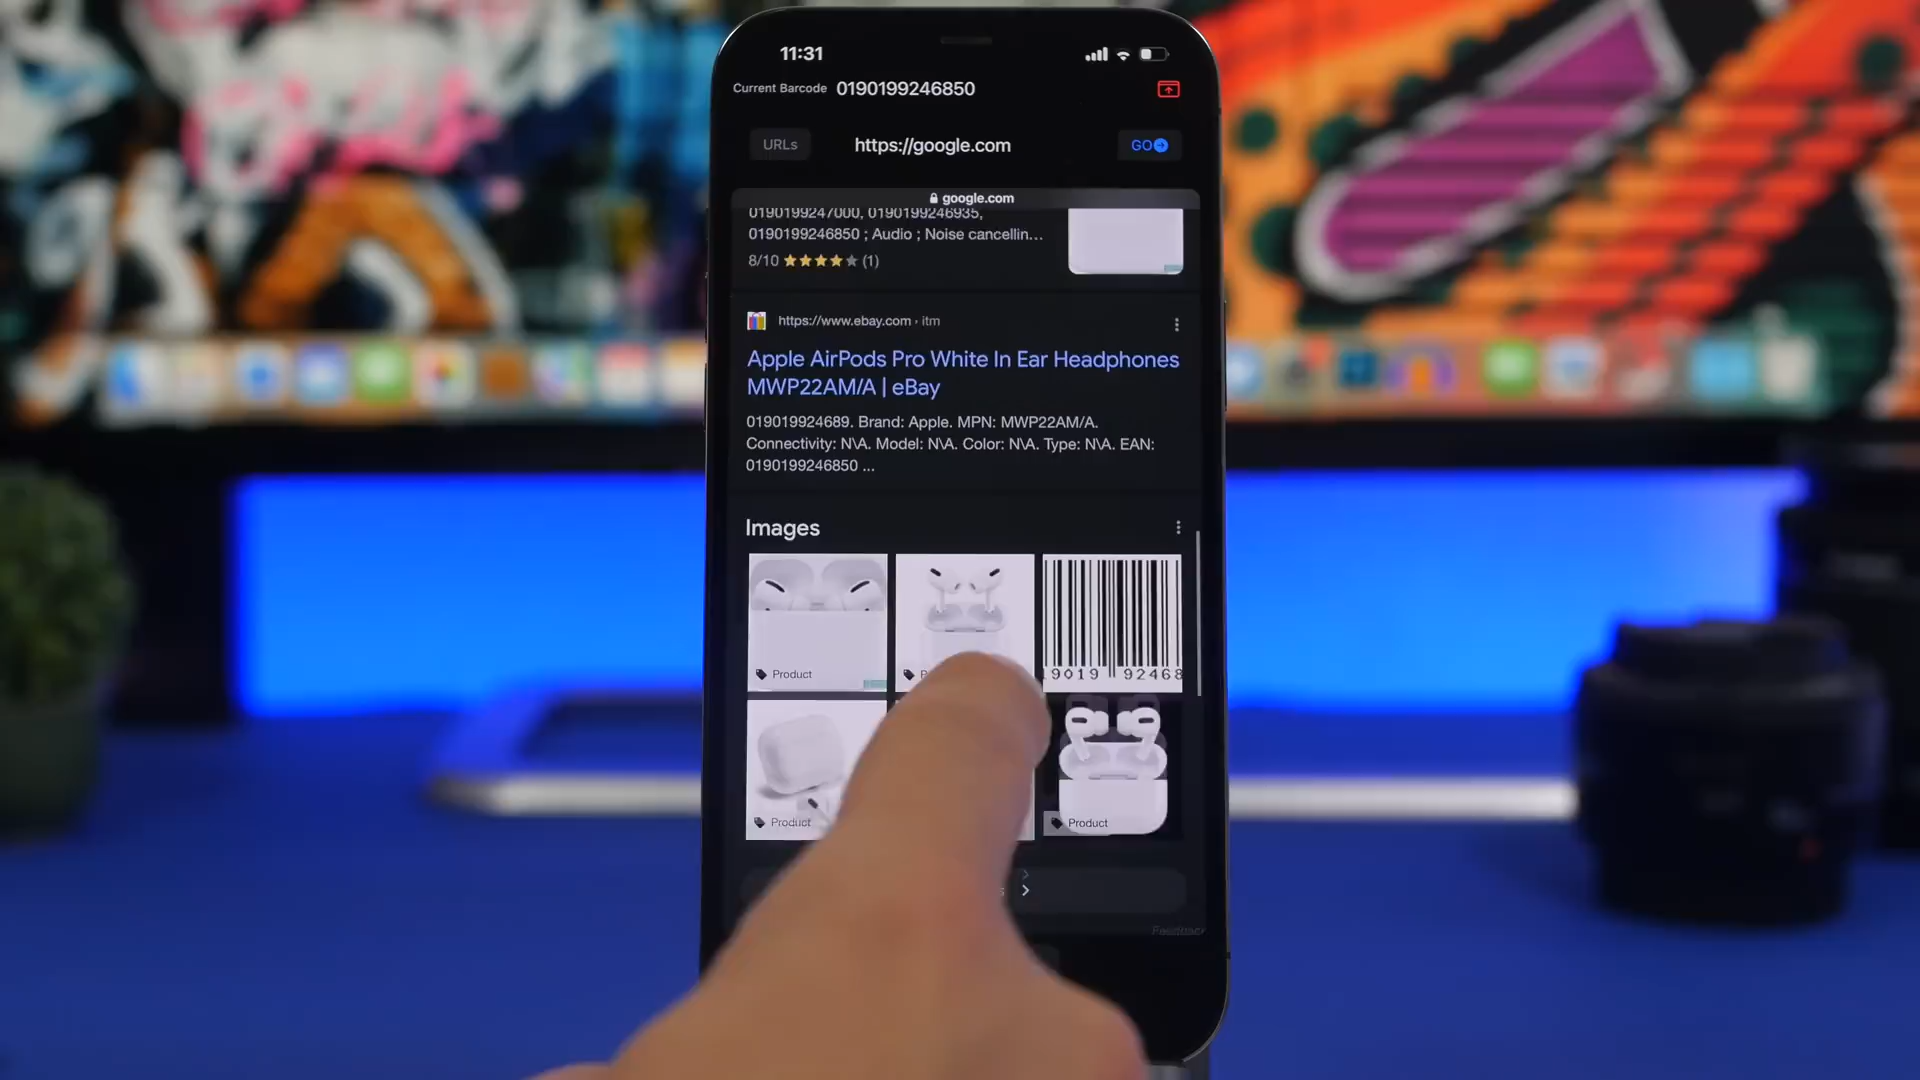 11:31
Current Barcode 0190199246850
URLs https://google.com GO
google.com
0190199247000, 0190199246935,
0190199246850 ; Audio ; Noise cancellin...
8/10 (1)
https://www.ebay.com › itm
Apple AirPods Pro White In Ear Headphones
MWP22AM/A | eBay
019019924689. Brand: Apple. MPN: MWP22AM/A.
Connectivity: N\A. Model: N\A. Color: N\A. Type: N\A. EAN:
0190199246850 ...
Images
Product
9019 92468
Product
Product
Feedback